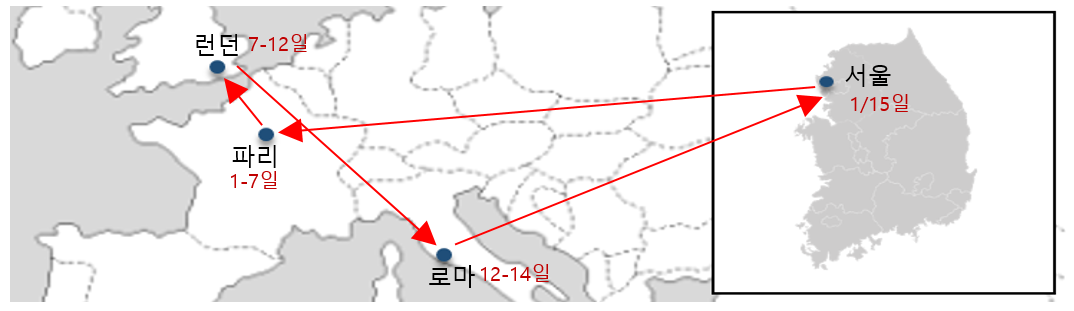 런던 7-12일
서울
1/15일
파리
1-7일
로마 12-14일